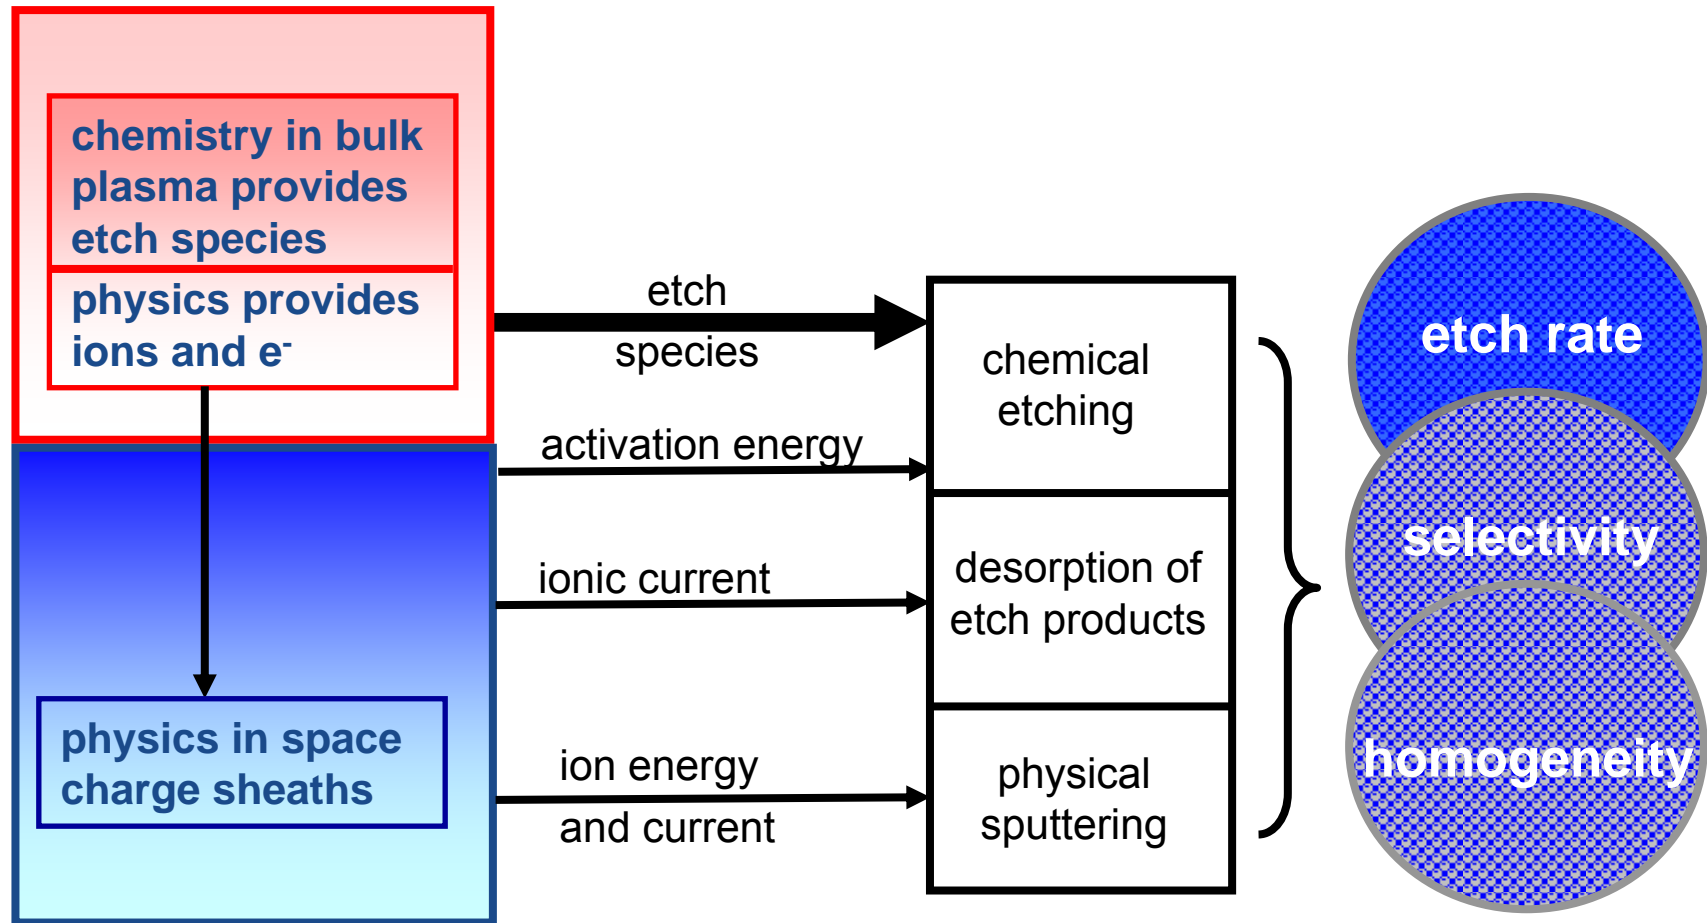 chemistry in bulk
plasma provides
etch species
physics provides
ions and e⁻
physics in space
charge sheaths
etch
species
activation energy
ionic current
ion energy
and current
chemical
etching
desorption of
etch products
physical
sputtering
etch rate
selectivity
homogeneity